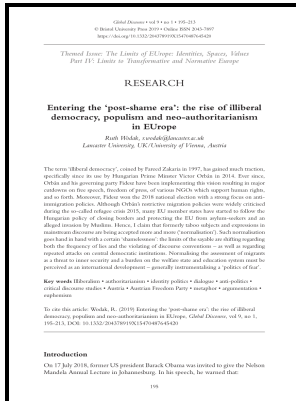 Global Discourse • vol 9 • no 1 • 195–213
© Bristol University Press 2019 • Online ISSN 2043-7897
https://doi.org/10.1332/204378919X15470487645420
Themed Issue: The Limits of EUrope: Identities, Spaces, Values
Part IV: Limits to Transformative and Normative Europe
RESEARCH
Entering the ‘post-shame era’: the rise of illiberal
democracy, populism and neo-authoritarianism
in EUrope
Ruth Wodak, r.wodak@lancaster.ac.uk
Lancaster University, UK/University of Vienna, Austria
The term ‘illiberal democracy’, coined by Fareed Zakaria in 1997, has gained much traction,
specifically since its use by Hungarian Prime Minister Victor Orbán in 2014. Ever since,
Orbán and his governing party Fidesz have been implementing this vision resulting in major
cutbacks on free speech, freedom of press, of various NGOs which support human rights,
and so forth. Moreover, Fidesz won the 2018 national election with a strong focus on anti-
immigration policies. Although Orbán's restrictive migration policies were widely criticised
during the so-called refugee crisis 2015, many EU member states have started to follow the
Hungarian policy of closing borders and protecting the EU from asylum-seekers and an
alleged invasion by Muslims. Hence, I claim that formerly taboo subjects and expressions in
mainstream discourse are being accepted more and more (‘normalisation’). Such normalisation
goes hand in hand with a certain ‘shamelessness’: the limits of the sayable are shifting regarding
both the frequency of lies and the violating of discourse conventions – as well as regarding
repeated attacks on central democratic institutions. Normalising the assessment of migrants
as a threat to inner security and a burden on the welfare state and education system must be
perceived as an international development – generally instrumentalising a ‘politics of fear’.
Key words Illiberalism • authoritarianism • identity politics • dialogue • anti-politics •
critical discourse studies • Austria • Austrian Freedom Party • metaphor • argumentation •
euphemism
To cite this article: Wodak, R. (2019) Entering the ‘post-shame era’: the rise of illiberal
democracy, populism and neo-authoritarianism in EUrope, Global Discourse, vol 9, no 1,
195–213, DOI: 10.1332/204378919X15470487645420
Introduction
On 17 July 2018, former US president Barack Obama was invited to give the Nelson
Mandela Annual Lecture in Johannesburg. In his speech, he warned that:
195